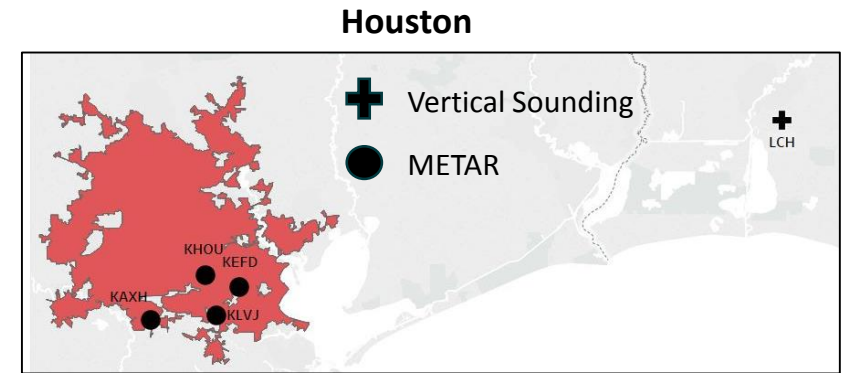 Houston
Vertical Sounding
METAR
LCH
KHOU
KEFD
KAXH
KLVJ